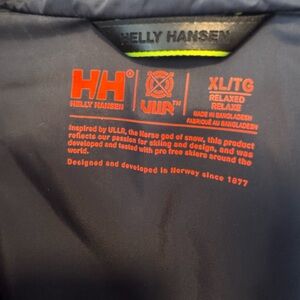 HELLY HANSEN
HH®
HELLY HANSEN
ULLR™
XL/TG
RELAXED
RELAXE
MADE IN BANGLADESH
FABRIQUÉ AU BANGLADESH
Inspired by ULLR, the Norse god of snow, this product
reflects our passion for skiing and design, and was
developed and tested with pro free skiers around the
world.
Designed and developed in Norway since 1877